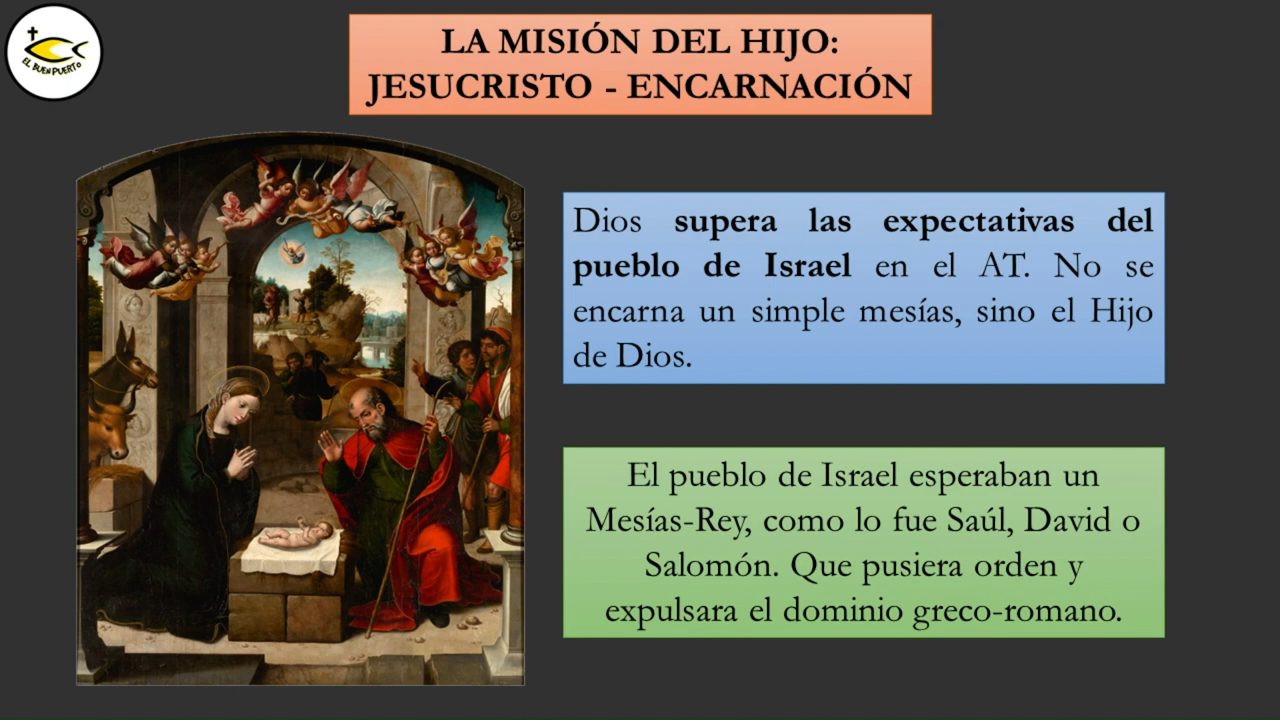 EL BUEN PUERTO
LA MISIÓN DEL HIJO:
JESUCRISTO - ENCARNACIÓN
Dios supera las expectativas del
pueblo de Israel en el AT. No se
encarna un simple mesías, sino el Hijo
de Dios.
El pueblo de Israel esperaban un
Mesías-Rey, como lo fue Saúl, David o
Salomón. Que pusiera orden y
expulsara el dominio greco-romano.